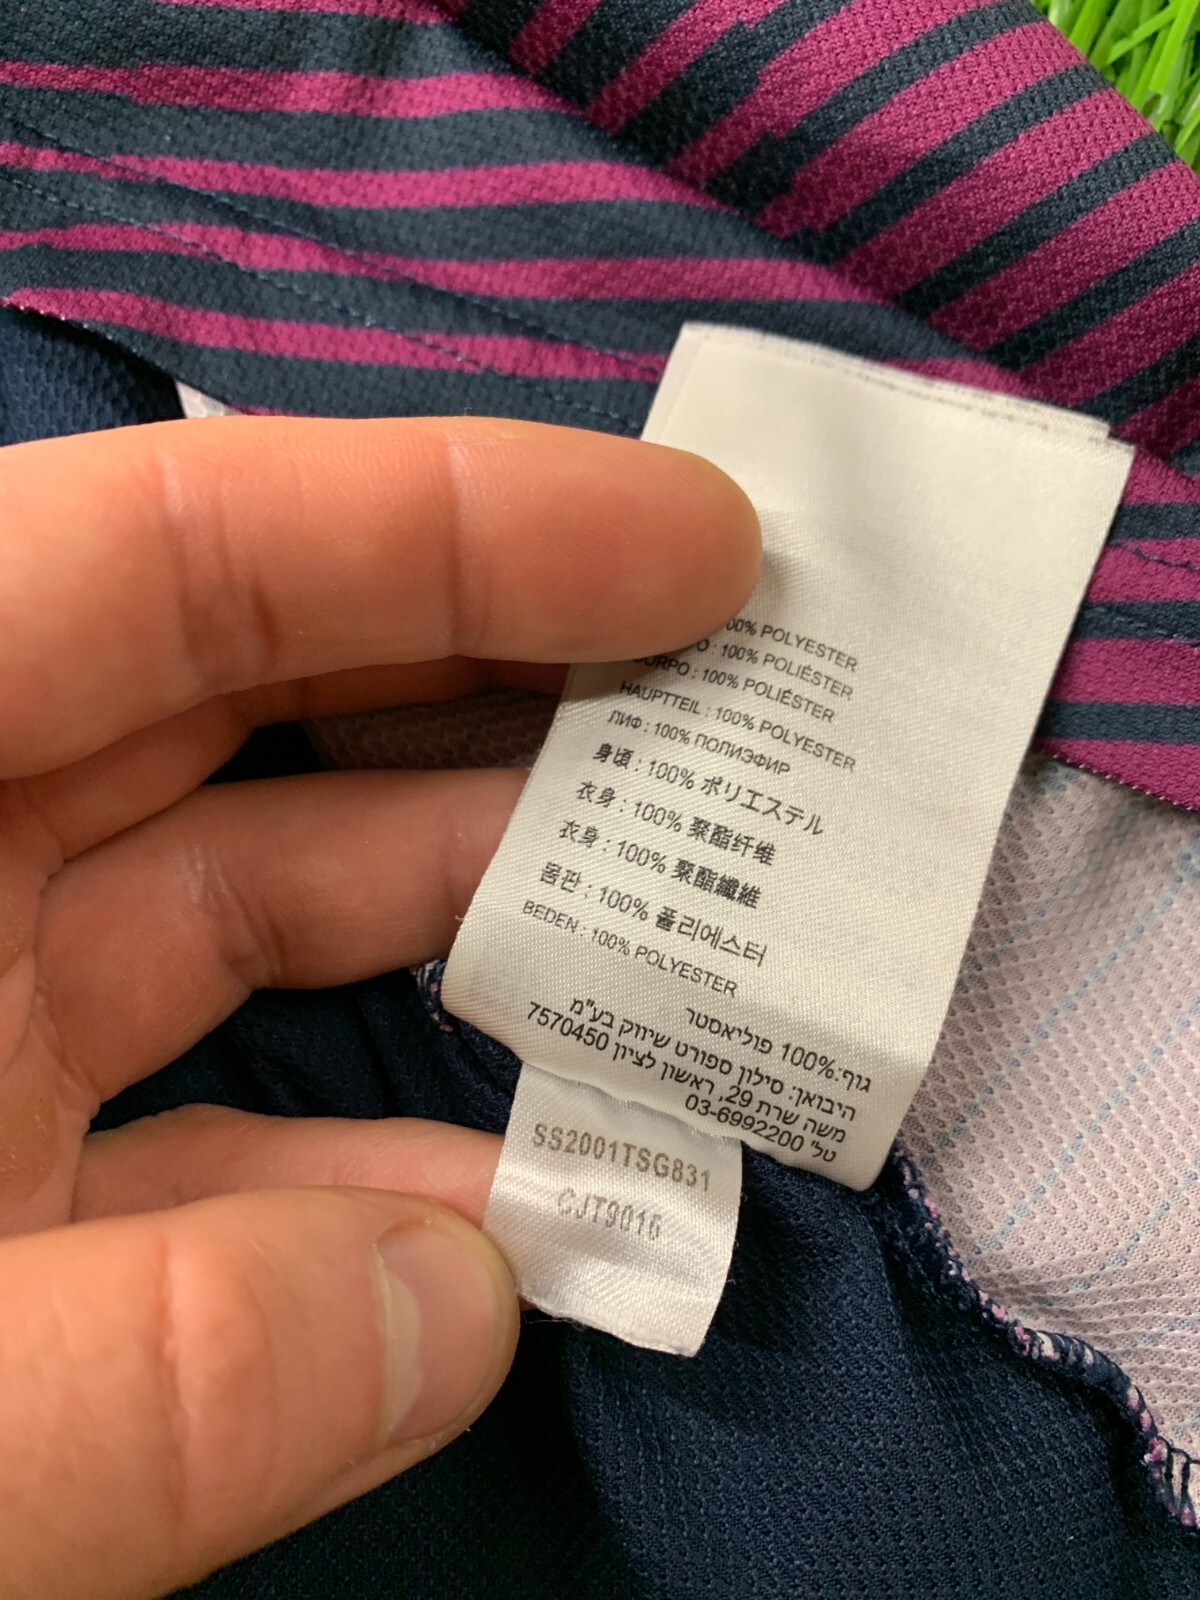 100% POLYESTER
O : 100% POLIÉSTER
CORPO : 100% POLIÉSTER
HAUPTTEIL : 100% POLYESTER
ЛИФ : 100% ПОЛИЭФИР
身頃 : 100% ポリエステル
衣身 : 100% 聚酯纤维
衣身 : 100% 聚酯纖維
몸판 : 100% 폴리에스터
BEDEN : 100% POLYESTER
גוף:100% פוליאסטר
היבואן: סילון ספורט שיווק בע"מ
משה שרת 29, ראשון לציון 7570450
טל' 03-6992200
SS2001TSG831
CJT9016